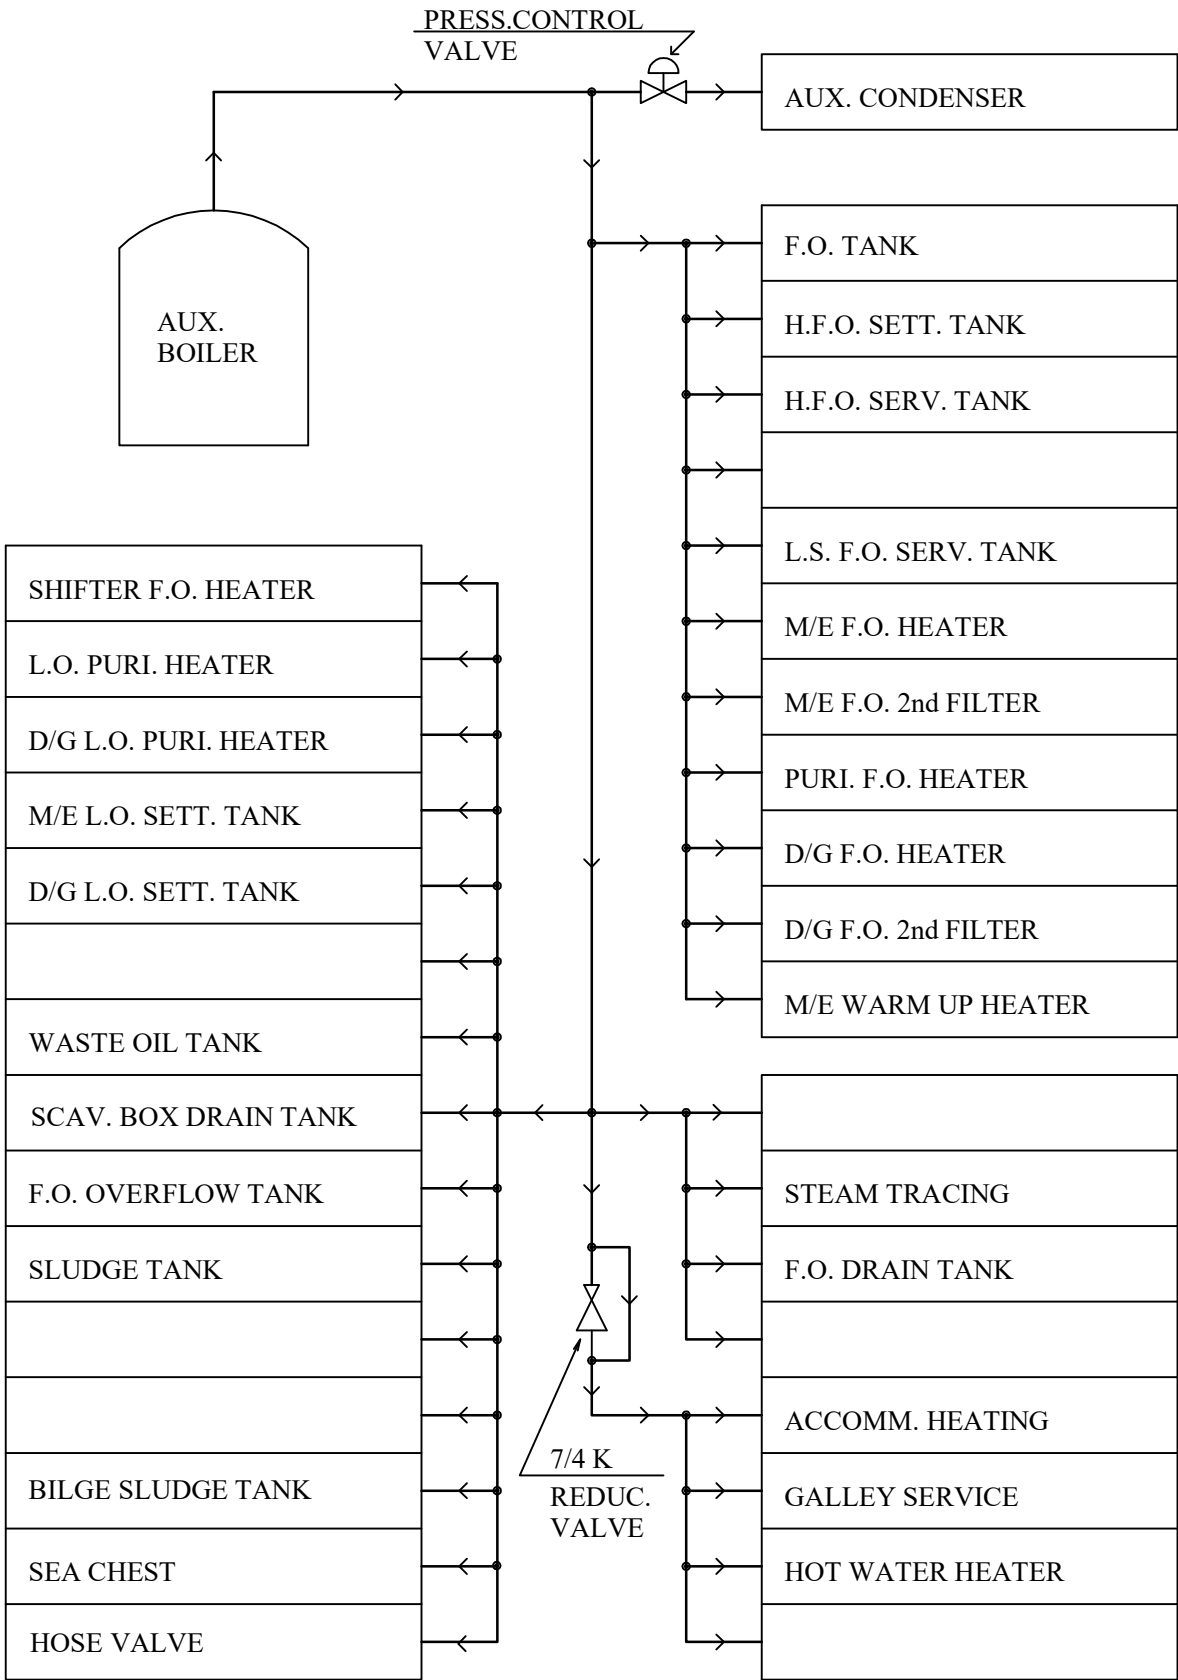 PRESS.CONTROL
VALVE
AUX. CONDENSER
AUX.
BOILER
F.O. TANK
H.F.O. SETT. TANK
H.F.O. SERV. TANK
L.S. F.O. SERV. TANK
M/E F.O. HEATER
M/E F.O. 2nd FILTER
PURI. F.O. HEATER
D/G F.O. HEATER
D/G F.O. 2nd FILTER
M/E WARM UP HEATER
SHIFTER F.O. HEATER
L.O. PURI. HEATER
D/G L.O. PURI. HEATER
M/E L.O. SETT. TANK
D/G L.O. SETT. TANK
WASTE OIL TANK
SCAV. BOX DRAIN TANK
F.O. OVERFLOW TANK
SLUDGE TANK
BILGE SLUDGE TANK
SEA CHEST
HOSE VALVE
7/4 K
REDUC.
VALVE
STEAM TRACING
F.O. DRAIN TANK
ACCOMM. HEATING
GALLEY SERVICE
HOT WATER HEATER